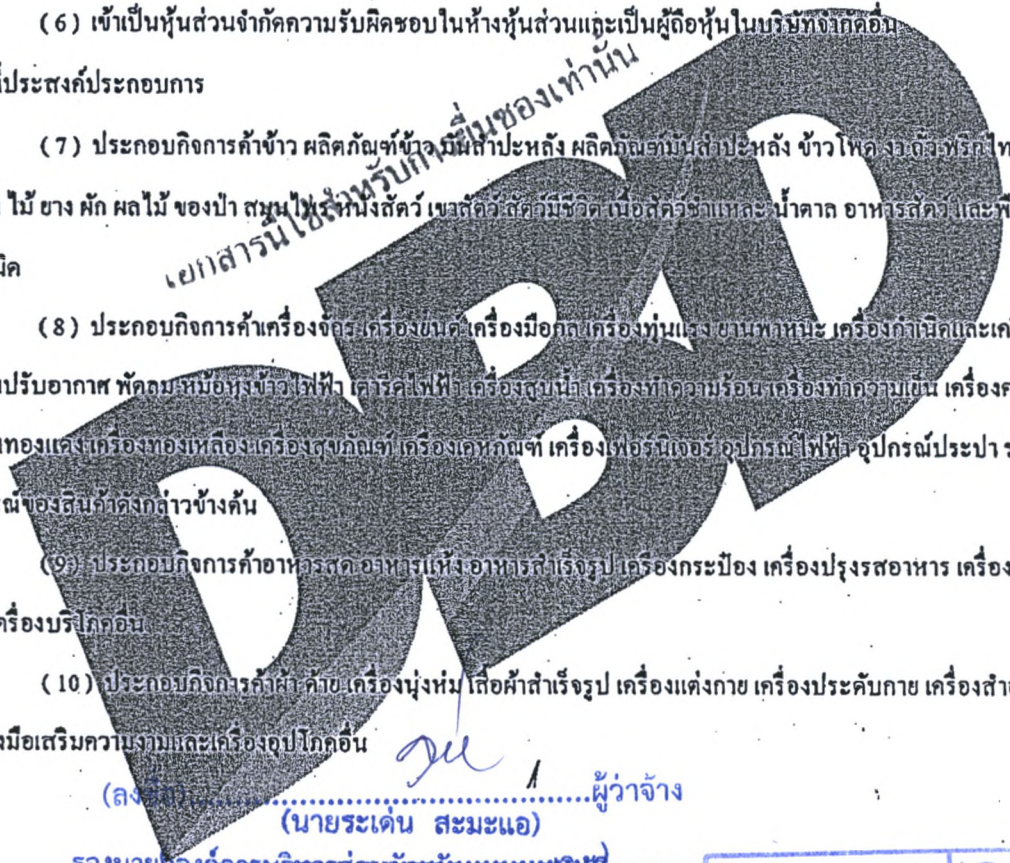 (6) เข้าเป็นหุ้นส่วนจำกัดความรับผิดชอบในห้างหุ้นส่วนและเป็นผู้ถือหุ้นในบริษัทจำกัดอื่น
ประสงค์ประกอบการ
เอกสารนี้ใช้สำหรับการยื่นซองเท่านั้น
(7) ประกอบกิจการค้าข้าว ผลิตภัณฑ์ข้าว มันสำปะหลัง ผลิตภัณฑ์มันสำปะหลัง ข้าวโพด งา ถั่ว พริกไท
ไม้ ยาง ผัก ผลไม้ ของป่า สมุนไพร หนังสัตว์ เขาสัตว์ สัตว์มีชีวิต เนื้อสัตว์ชำแหละ น้ำตาล อาหารสัตว์ และ
(8) ประกอบกิจการค้าเครื่องจักร เครื่องยนต์ เครื่องมือกล เครื่องทุ่นแรง ยานพาหนะ เครื่องกำเนิดและ
ปรับอากาศ พัดลม หม้อหุงข้าวไฟฟ้า เตารีดไฟฟ้า เครื่องสูบน้ำ เครื่องทำความร้อน เครื่องทำความเย็น เครื่อง
ทองแดง เครื่องทองเหลือง เครื่องสุขภัณฑ์ เครื่องเคหภัณฑ์ เครื่องเฟอร์นิเจอร์ อุปกรณ์ไฟฟ้า อุปกรณ์ประปา
ของสินค้าดังกล่าวข้างต้น
(9) ประกอบกิจการค้าอาหารสด อาหารแห้ง อาหารสำเร็จรูป เครื่องกระป๋อง เครื่องปรุงรสอาหาร เครื่อง
เครื่องบริโภคอื่น
(10) ประกอบกิจการค้าผ้า ด้าย เครื่องนุ่งห่ม เสื้อผ้าสำเร็จรูป เครื่องแต่งกาย เครื่องประดับกาย เครื่องสำ
มือเสริมความงามและเครื่องอุปโภคอื่น
DBD
(ลงชื่อ)..............................ผู้ว่าจ้าง
(นายระเด่น สะมะแอ)